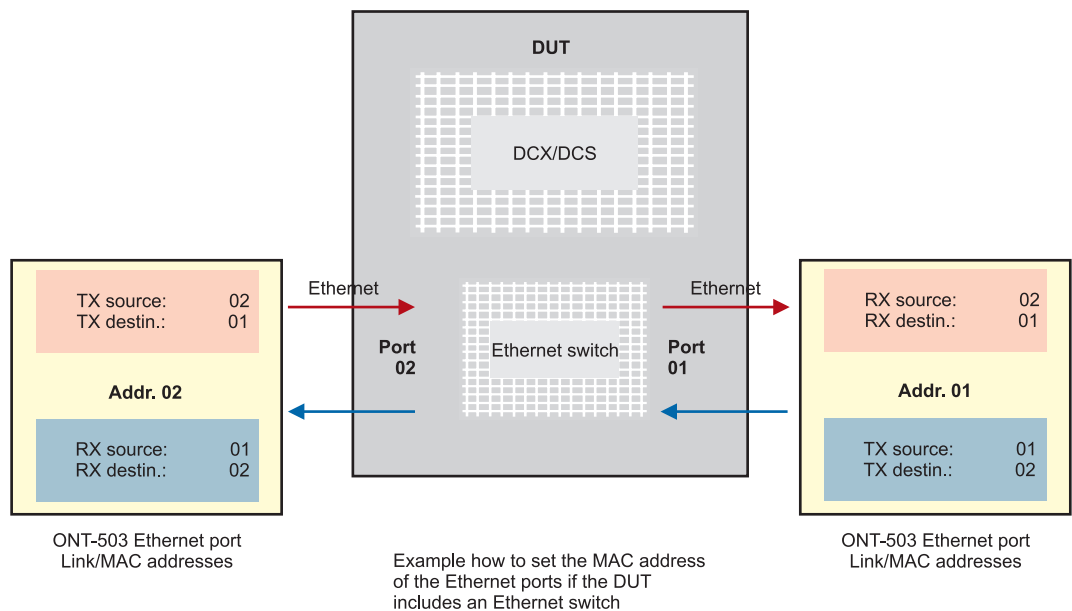 DUT
DCX/DCS
TX source: 02
TX destin.: 01
Addr. 02
RX source: 01
RX destin.: 02
ONT-503 Ethernet port
Link/MAC addresses
Ethernet
Port
02
Ethernet switch
Port
01
Ethernet
RX source: 02
RX destin.: 01
Addr. 01
TX source: 01
TX destin.: 02
ONT-503 Ethernet port
Link/MAC addresses
Example how to set the MAC address
of the Ethernet ports if the DUT
includes an Ethernet switch